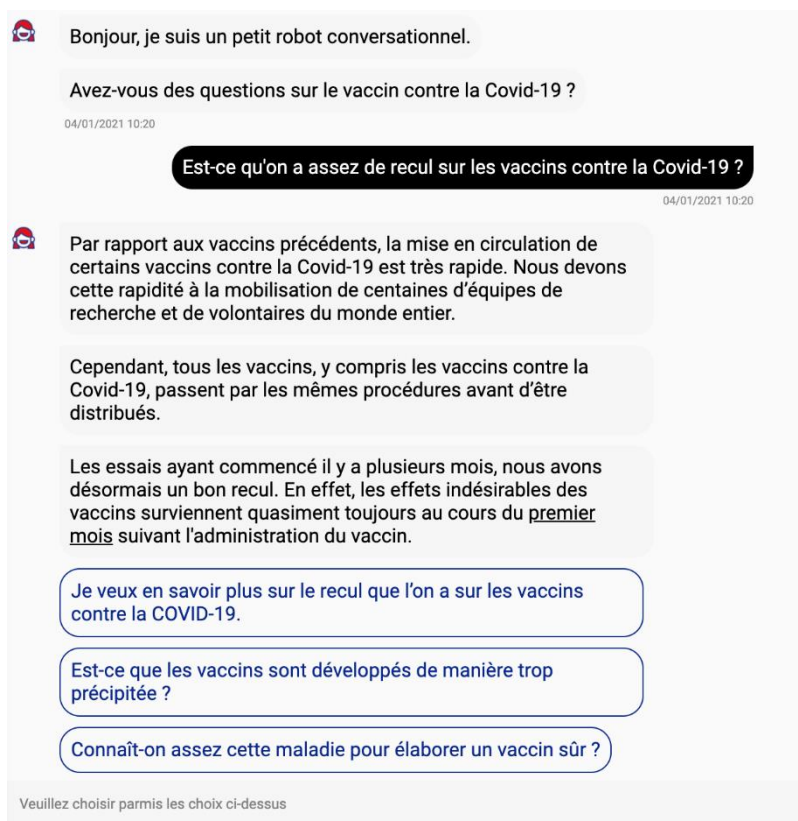 Bonjour, je suis un petit robot conversationnel.
Avez-vous des questions sur le vaccin contre la Covid-19 ?
04/01/2021 10:20
Est-ce qu'on a assez de recul sur les vaccins contre la Covid-19 ?
04/01/2021 10:20
Par rapport aux vaccins précédents, la mise en circulation de
certains vaccins contre la Covid-19 est très rapide. Nous devons
cette rapidité à la mobilisation de centaines d’équipes de
recherche et de volontaires du monde entier.
Cependant, tous les vaccins, y compris les vaccins contre la
Covid-19, passent par les mêmes procédures avant d’être
distribués.
Les essais ayant commencé il y a plusieurs mois, nous avons
désormais un bon recul. En effet, les effets indésirables des
vaccins surviennent quasiment toujours au cours du premier
mois suivant l'administration du vaccin.
Je veux en savoir plus sur le recul que l’on a sur les vaccins
contre la COVID-19.
Est-ce que les vaccins sont développés de manière trop
précipitée ?
Connaît-on assez cette maladie pour élaborer un vaccin sûr ?
Veuillez choisir parmis les choix ci-dessus